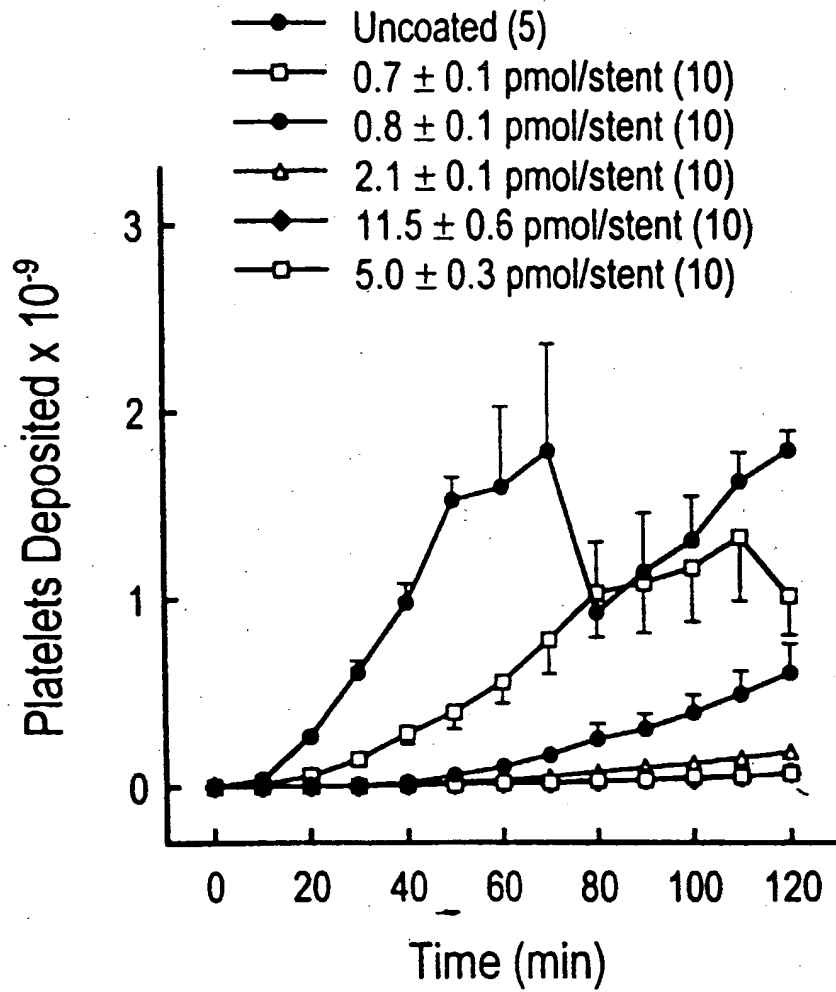 Uncoated (5)
0.7 ± 0.1 pmol/stent (10)
0.8 ± 0.1 pmol/stent (10)
2.1 ± 0.1 pmol/stent (10)
11.5 ± 0.6 pmol/stent (10)
5.0 ± 0.3 pmol/stent (10)
Platelets Deposited x 10⁻⁹
3
2
1
0
0 20 40 60 80 100 120
Time (min)